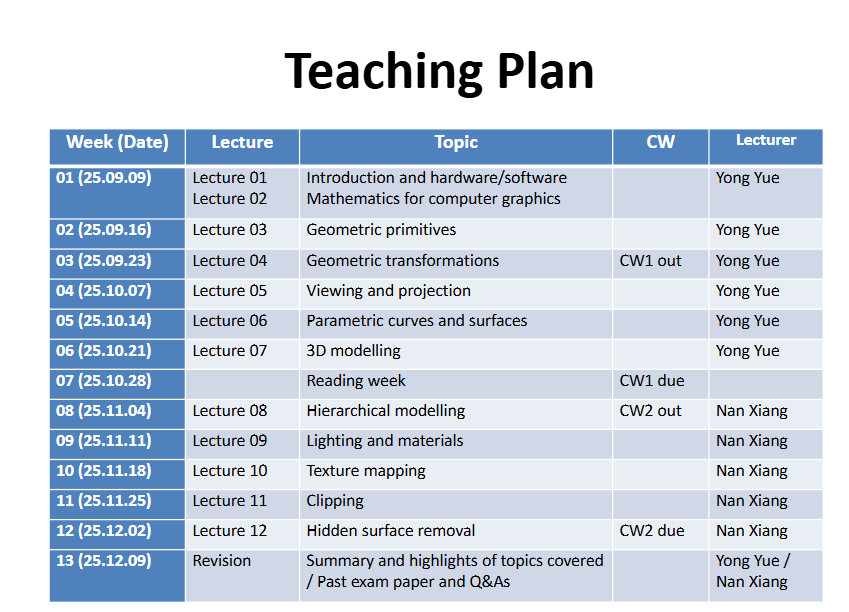 Teaching Plan
Week (Date) Lecture Topic CW Lecturer
01 (25.09.09) Lecture 01 Introduction and hardware/software Yong Yue
Lecture 02 Mathematics for computer graphics
02 (25.09.16) Lecture 03 Geometric primitives Yong Yue
03 (25.09.23) Lecture 04 Geometric transformations CW1 out Yong Yue
04 (25.10.07) Lecture 05 Viewing and projection Yong Yue
05 (25.10.14) Lecture 06 Parametric curves and surfaces Yong Yue
06 (25.10.21) Lecture 07 3D modelling Yong Yue
07 (25.10.28) Reading week CW1 due
08 (25.11.04) Lecture 08 Hierarchical modelling CW2 out Nan Xiang
09 (25.11.11) Lecture 09 Lighting and materials Nan Xiang
10 (25.11.18) Lecture 10 Texture mapping Nan Xiang
11 (25.11.25) Lecture 11 Clipping Nan Xiang
12 (25.12.02) Lecture 12 Hidden surface removal CW2 due Nan Xiang
13 (25.12.09) Revision Summary and highlights of topics covered Yong Yue /
/ Past exam paper and Q&As Nan Xiang